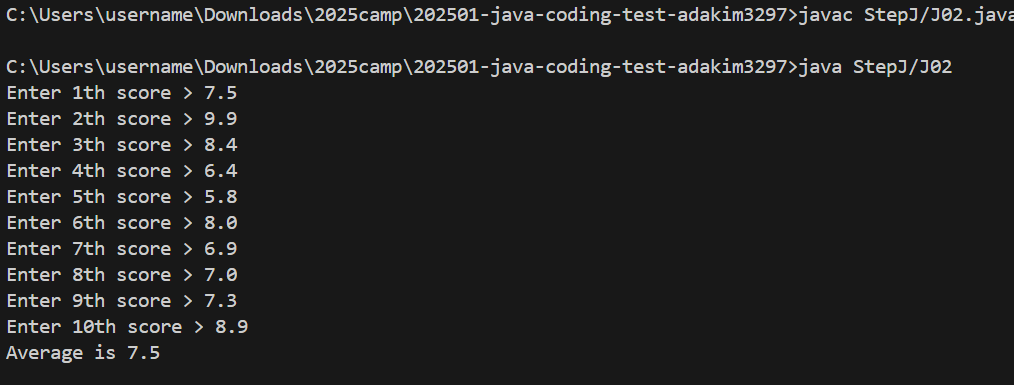 C:\Users\username\Downloads\2025camp\202501-java-coding-test-adakim3297>javac StepJ/J02.java
C:\Users\username\Downloads\2025camp\202501-java-coding-test-adakim3297>java StepJ/J02
Enter 1th score > 7.5
Enter 2th score > 9.9
Enter 3th score > 8.4
Enter 4th score > 6.4
Enter 5th score > 5.8
Enter 6th score > 8.0
Enter 7th score > 6.9
Enter 8th score > 7.0
Enter 9th score > 7.3
Enter 10th score > 8.9
Average is 7.5